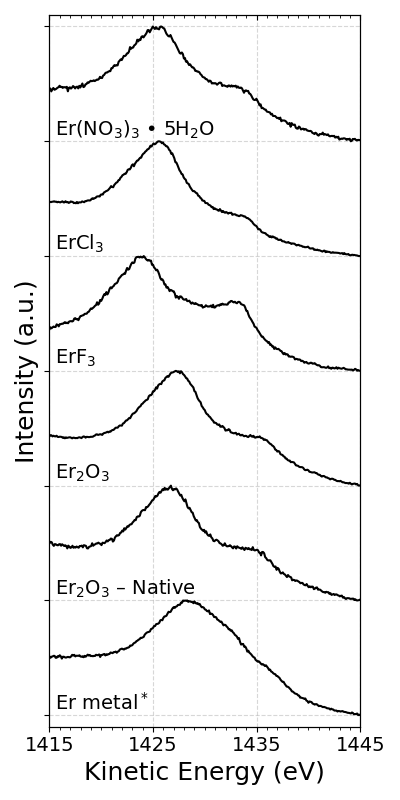 Er(NO₃)₃ • 5H₂O
ErCl₃
ErF₃
Er₂O₃
Er₂O₃ – Native
Er metal*
Intensity (a.u.)
1415 1425 1435 1445
Kinetic Energy (eV)